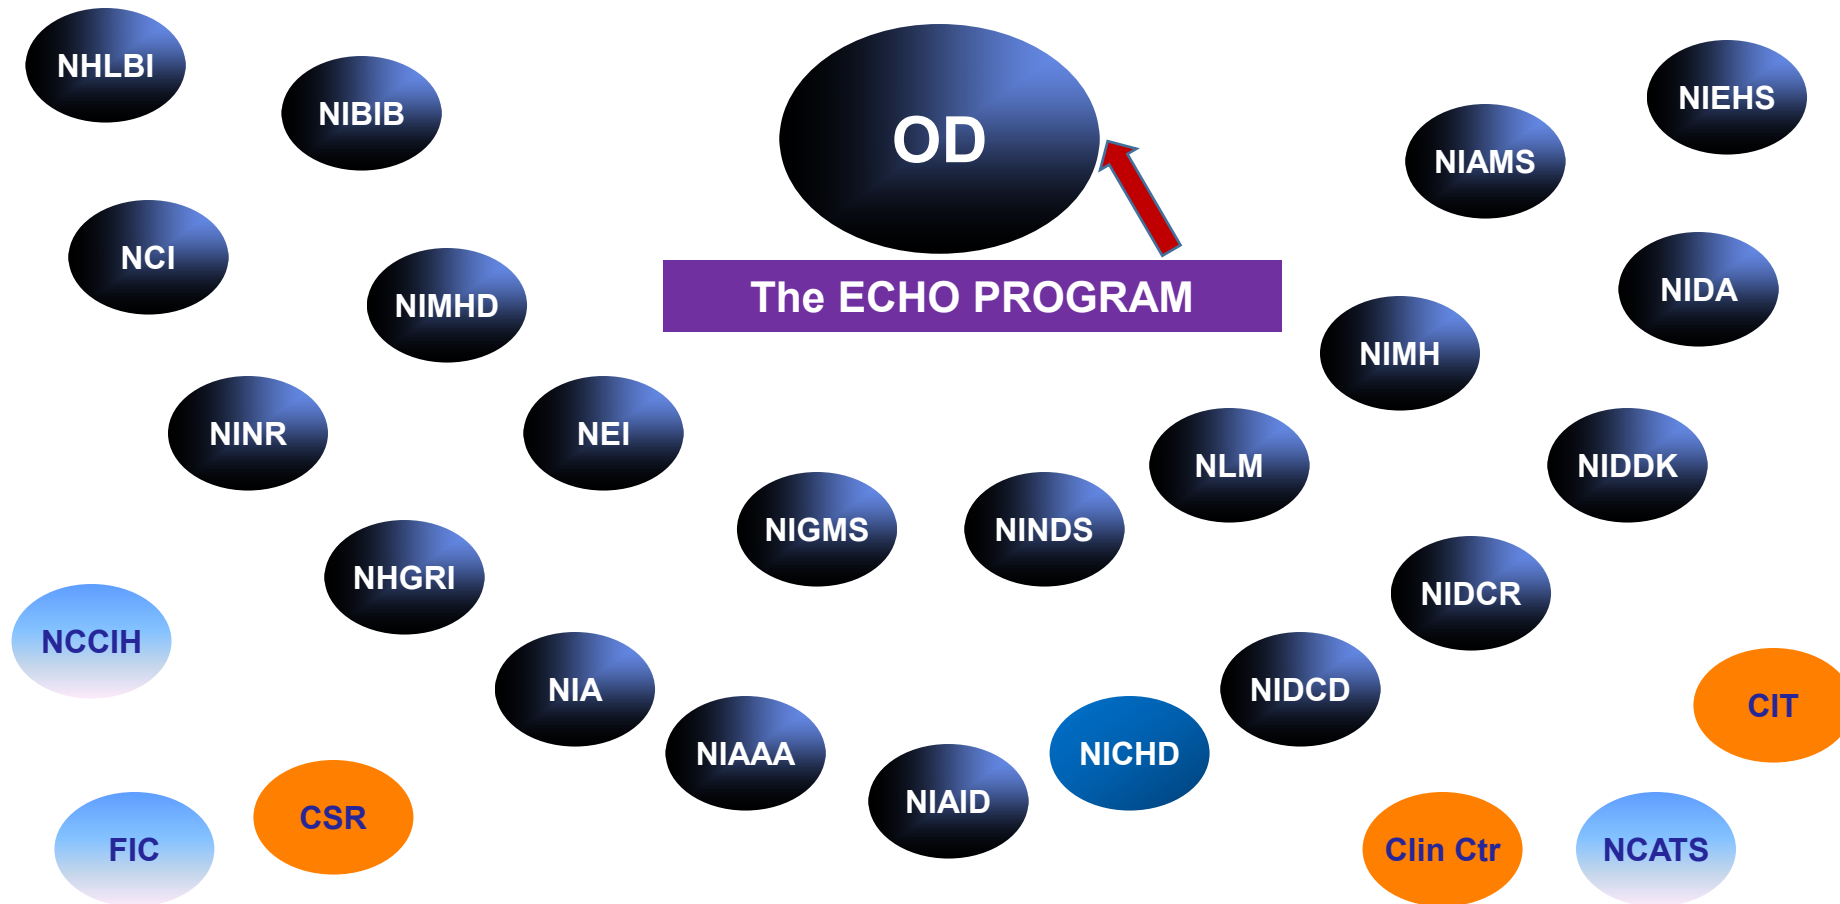 NHLBI
NIBIB
OD
NIEHS
NIAMS
NCI
NIMHD
The ECHO PROGRAM
NIDA
NIMH
NINR
NEI
NLM
NIDDK
NIGMS
NINDS
NHGRI
NIDCR
NCCIH
NIA
NIDCD
CIT
NIAAA
NICHD
NIAID
CSR
FIC
Clin Ctr
NCATS